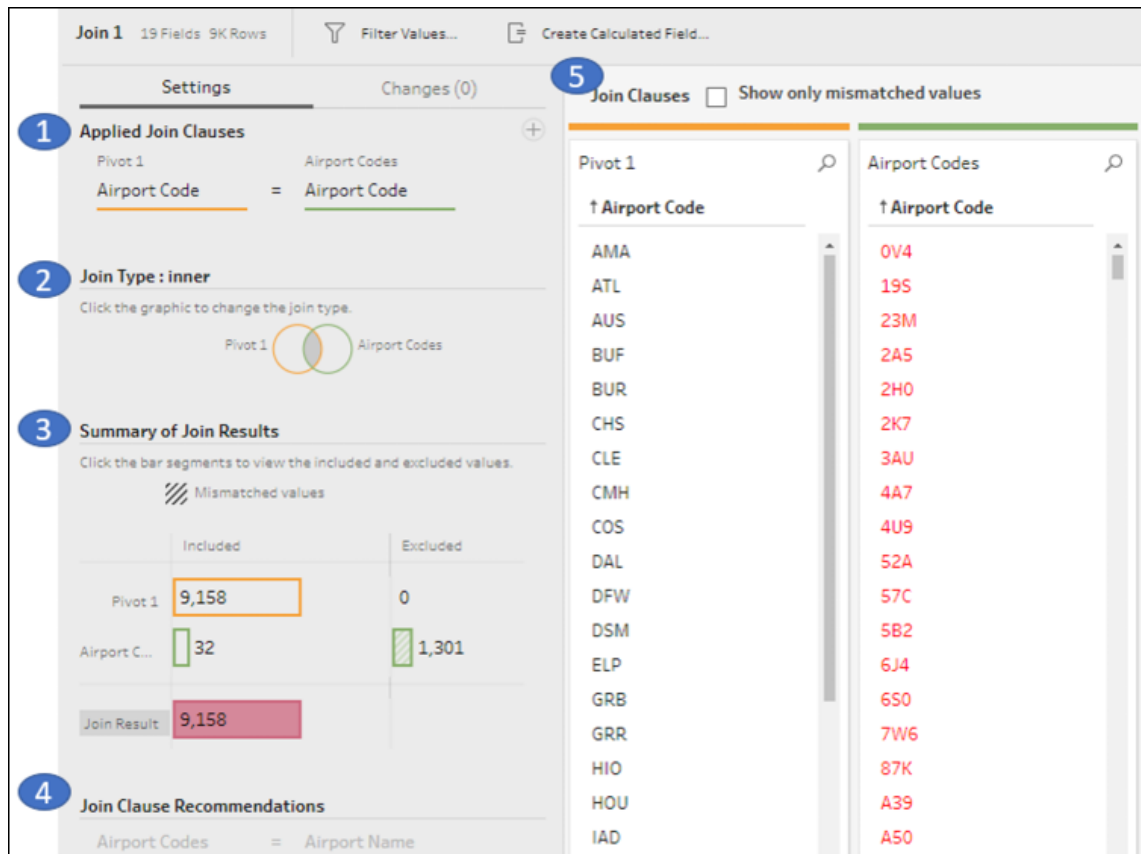 Join 1 19 Fields 9K Rows Filter Values... Create Calculated Field...
Settings Changes (0)
1 Applied Join Clauses
Pivot 1 Airport Codes
Airport Code = Airport Code
2 Join Type : inner
Click the graphic to change the join type.
Pivot 1 Airport Codes
3 Summary of Join Results
Click the bar segments to view the included and excluded values.
Mismatched values
Included Excluded
Pivot 1 9,158 0
Airport C... 32 1,301
Join Result 9,158
4 Join Clause Recommendations
Airport Codes = Airport Name
5 Join Clauses Show only mismatched values
Pivot 1
↑ Airport Code
AMA
ATL
AUS
BUF
BUR
CHS
CLE
CMH
COS
DAL
DFW
DSM
ELP
GRB
GRR
HIO
HOU
IAD
Airport Codes
↑ Airport Code
0V4
19S
23M
2A5
2H0
2K7
3AU
4A7
4U9
52A
57C
5B2
6J4
6S0
7W6
87K
A39
A50